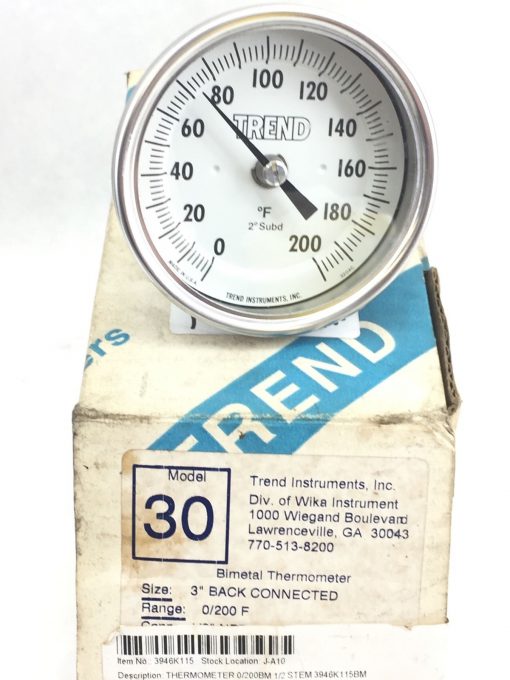 0
20
40
60
80
100
120
140
160
180
200
TREND
°F
2° Subd
MADE IN U.S.A.
TREND INSTRUMENTS, INC.
ers
TREND
Model
30
Trend Instruments, Inc.
Div. of Wika Instrument
1000 Wiegand Boulevard
Lawrenceville, GA 30043
770-513-8200
Bimetal Thermometer
Size: 3" BACK CONNECTED
Range: 0/200 F
Item No.: 3946K115 Stock Location: J-A10
Description: THERMOMETER 0/200BM 1/2 STEM 3946K115BM